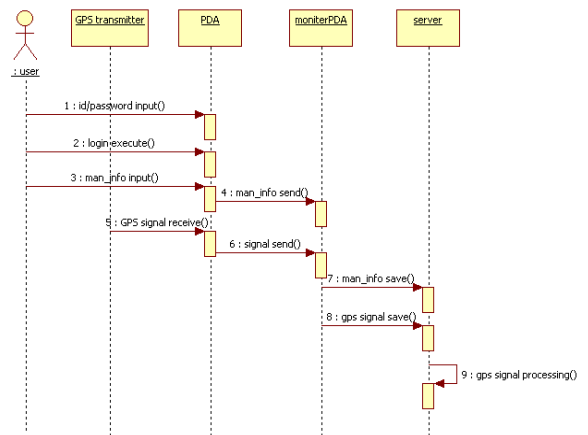 GPS transmitter
PDA
moniterPDA
server
: user
1 : id/password input()
2 : login execute()
3 : man_info input()
4 : man_info send()
5 : GPS signal receive()
6 : signal send()
7 : man_info save()
8 : gps signal save()
9 : gps signal processing()